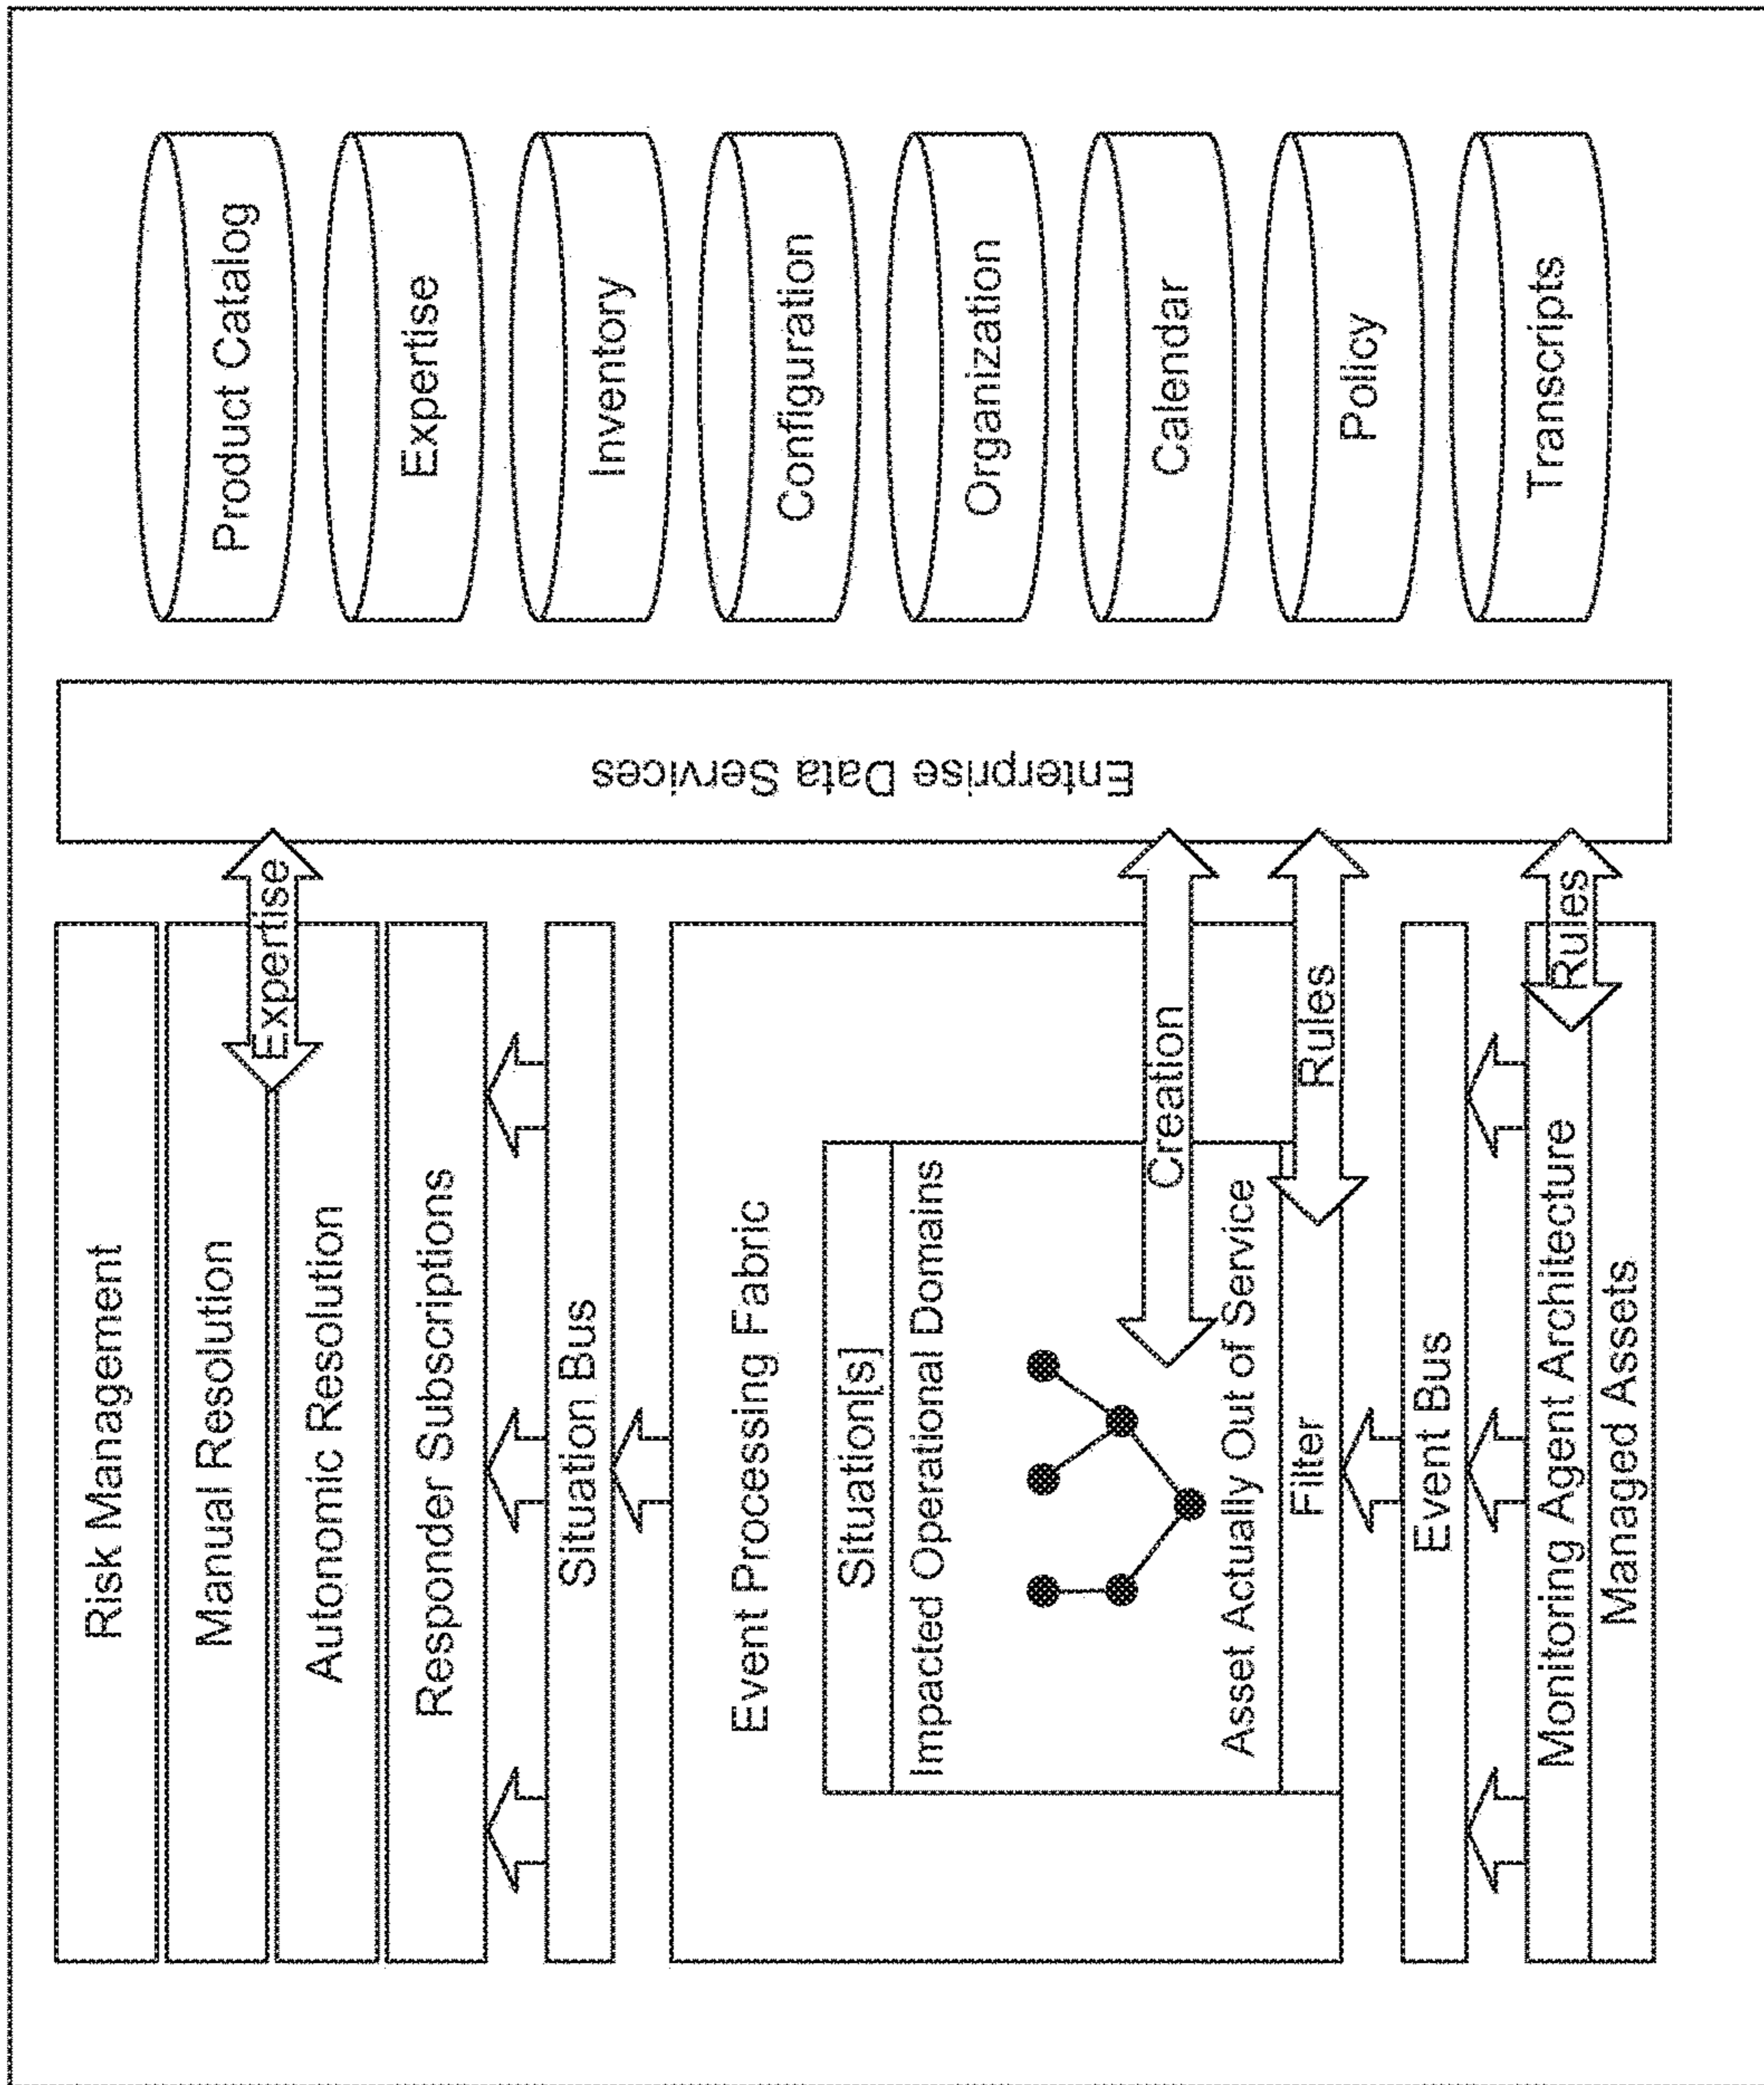 Risk Management
Manual Resolution
Autonomic Resolution
Responder Subscriptions
Expertise
Situation Bus
Event Processing Fabric
Situation[s]
Impacted Operational Domains
Creation
Asset Actually Out of Service
Filter
Rules
Event Bus
Monitoring Agent Architecture
Rules
Managed Assets
Enterprise Data Services
Product Catalog
Expertise
Inventory
Configuration
Organization
Calendar
Policy
Transcripts